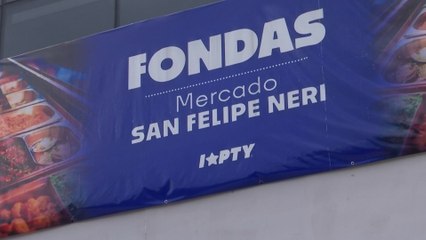 FONDAS
Mercado
SAN FELIPE NERI
I★PTY